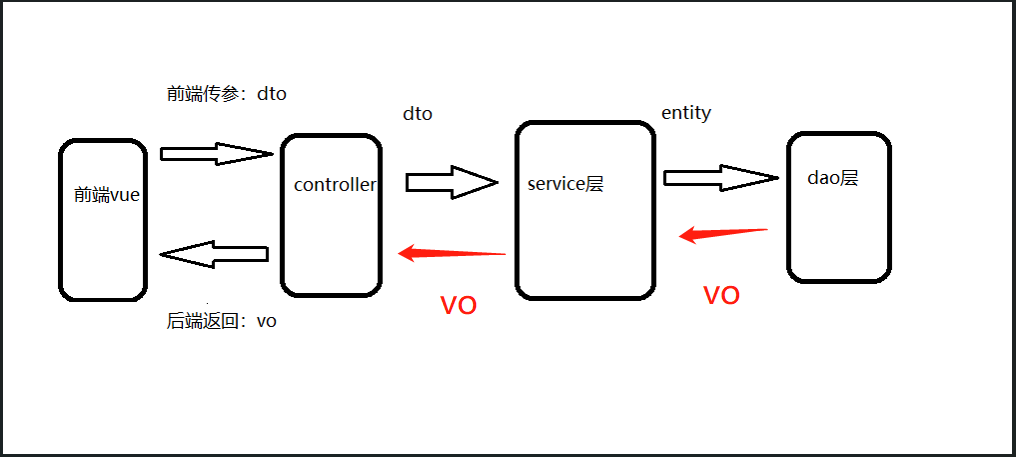 前端传参：dto
dto
entity
前端vue
controller
service层
dao层
vo
vo
后端返回：vo